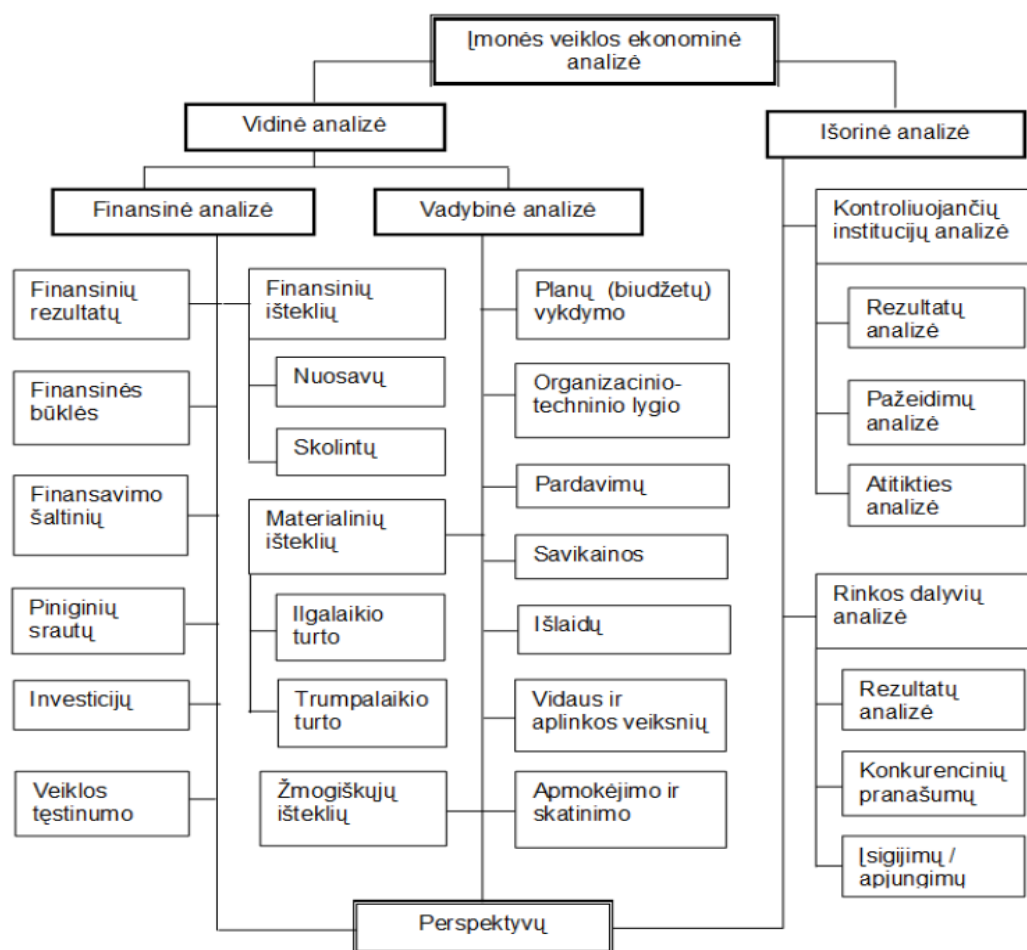 Įmonės veiklos ekonominė
analizė
Vidinė analizė
Išorinė analizė
Finansinė analizė
Vadybinė analizė
Finansinių
rezultatų
Finansinės
būklės
Finansavimo
šaltinių
Piniginių
srautų
Investicijų
Veiklos
tęstinumo
Finansinių
išteklių
Nuosavų
Skolintų
Materialinių
išteklių
Ilgalaikio
turto
Trumpalaikio
turto
Žmogiškųjų
išteklių
Planų (biudžetų)
vykdymo
Organizacinio-
techninio lygio
Pardavimų
Savikainos
Išlaidų
Vidaus ir
aplinkos veiksnių
Apmokėjimo ir
skatinimo
Kontroliuojančių
institucijų analizė
Rezultatų
analizė
Pažeidimų
analizė
Atitikties
analizė
Rinkos dalyvių
analizė
Rezultatų
analizė
Konkurencinių
pranašumų
Įsigijimų /
apjungimų
Perspektyvų